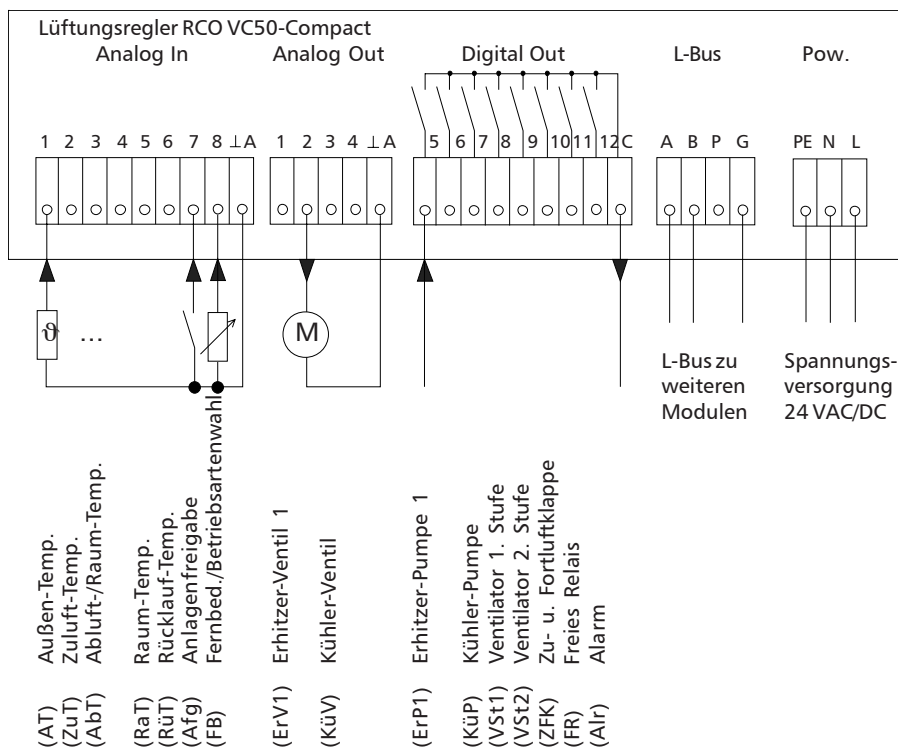 Lüftungsregler RCO VC50-Compact
Analog In Analog Out Digital Out L-Bus Pow.
1 2 3 4 5 6 7 8 ⊥A 1 2 3 4 ⊥A 5 6 7 8 9 10 11 12 C A B P G PE N L
ϑ ... M
L-Bus zu
weiteren
Modulen
Spannungs-
versorgung
24 VAC/DC
(AT) Außen-Temp.
(ZuT) Zuluft-Temp.
(AbT) Abluft-/Raum-Temp.
(RaT) Raum-Temp.
(RüT) Rücklauf-Temp.
(Afg) Anlagenfreigabe
(FB) Fernbed./Betriebsartenwahl
(ErV1) Erhitzer-Ventil 1
(KüV) Kühler-Ventil
(ErP1) Erhitzer-Pumpe 1
(KüP) Kühler-Pumpe
(VSt1) Ventilator 1. Stufe
(VSt2) Ventilator 2. Stufe
(ZFK) Zu- u. Fortluftklappe
(FR) Freies Relais
(Alr) Alarm